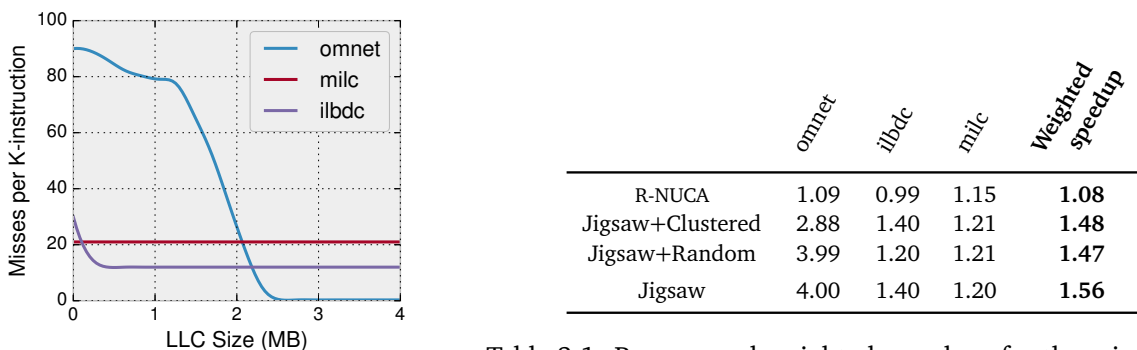 100
80
60
40
20
0
Misses per K-instruction
omnet
milc
ilbdc
0 1 2 3 4
LLC Size (MB)
omnet ilbdc milc Weighted speedup
R-NUCA 1.09 0.99 1.15 1.08
Jigsaw+Clustered 2.88 1.40 1.21 1.48
Jigsaw+Random 3.99 1.20 1.21 1.47
Jigsaw 4.00 1.40 1.20 1.56